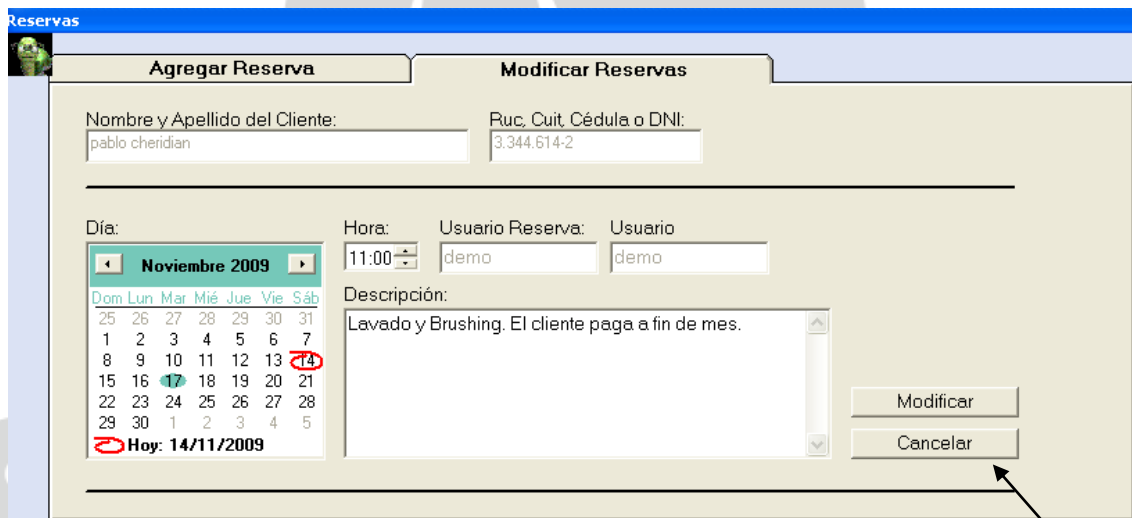 Reservas
Agregar Reserva Modificar Reservas
Nombre y Apellido del Cliente: Ruc, Cuit, Cédula o DNI:
pablo cheridian 3.344.614-2
Día: Hora: Usuario Reserva: Usuario
11:00 demo demo
Noviembre 2009
Descripción:
Dom Lun Mar Mié Jue Vie Sáb
25 26 27 28 29 30 31
1 2 3 4 5 6 7
8 9 10 11 12 13 14
15 16 17 18 19 20 21
22 23 24 25 26 27 28
29 30 1 2 3 4 5
Hoy: 14/11/2009
Lavado y Brushing. El cliente paga a fin de mes.
Modificar
Cancelar